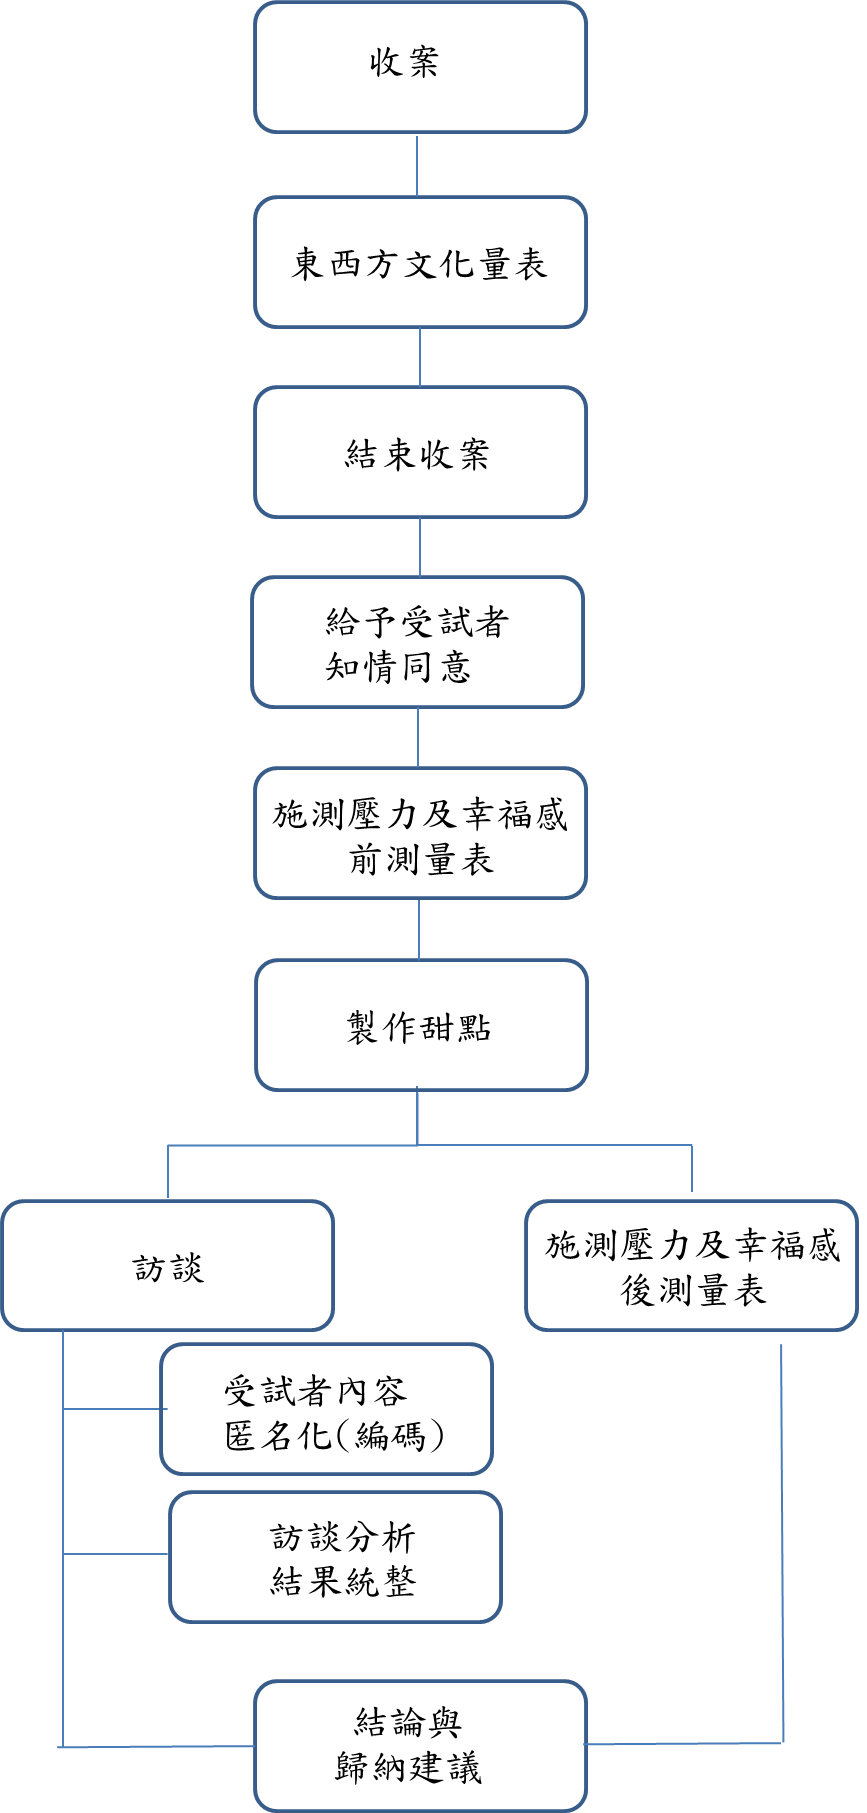 收案
東西方文化量表
結束收案
給予受試者
知情同意
施測壓力及幸福感
前測量表
製作甜點
訪談
施測壓力及幸福感
後測量表
受試者內容
匿名化(編碼)
訪談分析
結果統整
結論與
歸納建議